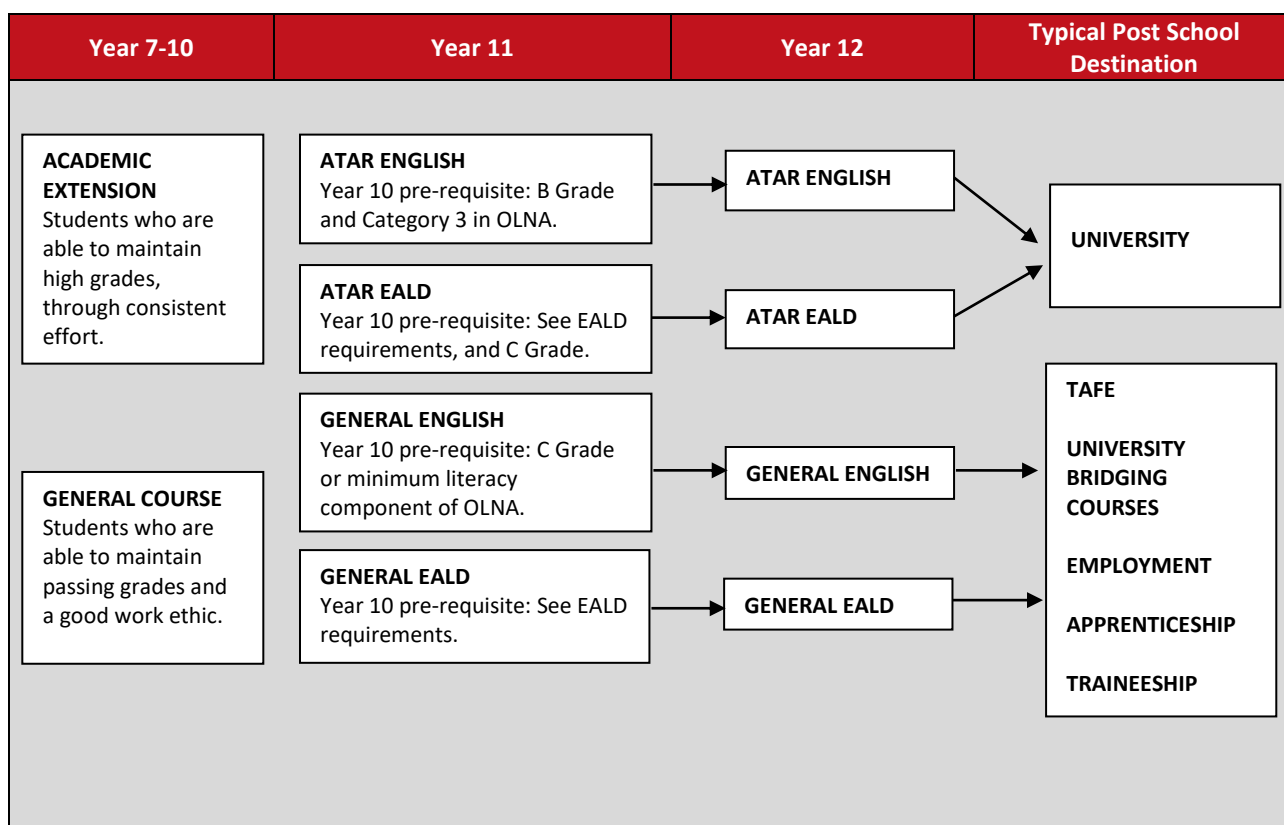 Year 7-10
Year 11
Year 12
Typical Post School
Destination
ACADEMIC
EXTENSION
Students who are
able to maintain
high grades,
through consistent
effort.
GENERAL COURSE
Students who are
able to maintain
passing grades and
a good work ethic.
ATAR ENGLISH
Year 10 pre-requisite: B Grade
and Category 3 in OLNA.
ATAR EALD
Year 10 pre-requisite: See EALD
requirements, and C Grade.
GENERAL ENGLISH
Year 10 pre-requisite: C Grade
or minimum literacy
component of OLNA.
GENERAL EALD
Year 10 pre-requisite: See EALD
requirements.
ATAR ENGLISH
ATAR EALD
GENERAL ENGLISH
GENERAL EALD
UNIVERSITY
TAFE
UNIVERSITY
BRIDGING
COURSES
EMPLOYMENT
APPRENTICESHIP
TRAINEESHIP